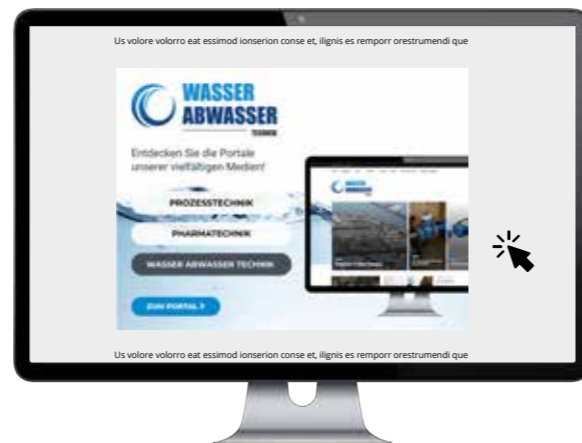 Us volore volorro eat essimod ionserion conse et, ilignis es remporr orestrumendi que
WASSER
ABWASSER
TECHNIK
Entdecken Sie die Portale
unserer vielfältigen Medien!
PROZESSTECHNIK
PHARMATECHNIK
WASSER ABWASSER TECHNIK
ZUM PORTAL >
Us volore volorro eat essimod ionserion conse et, ilignis es remporr orestrumendi que